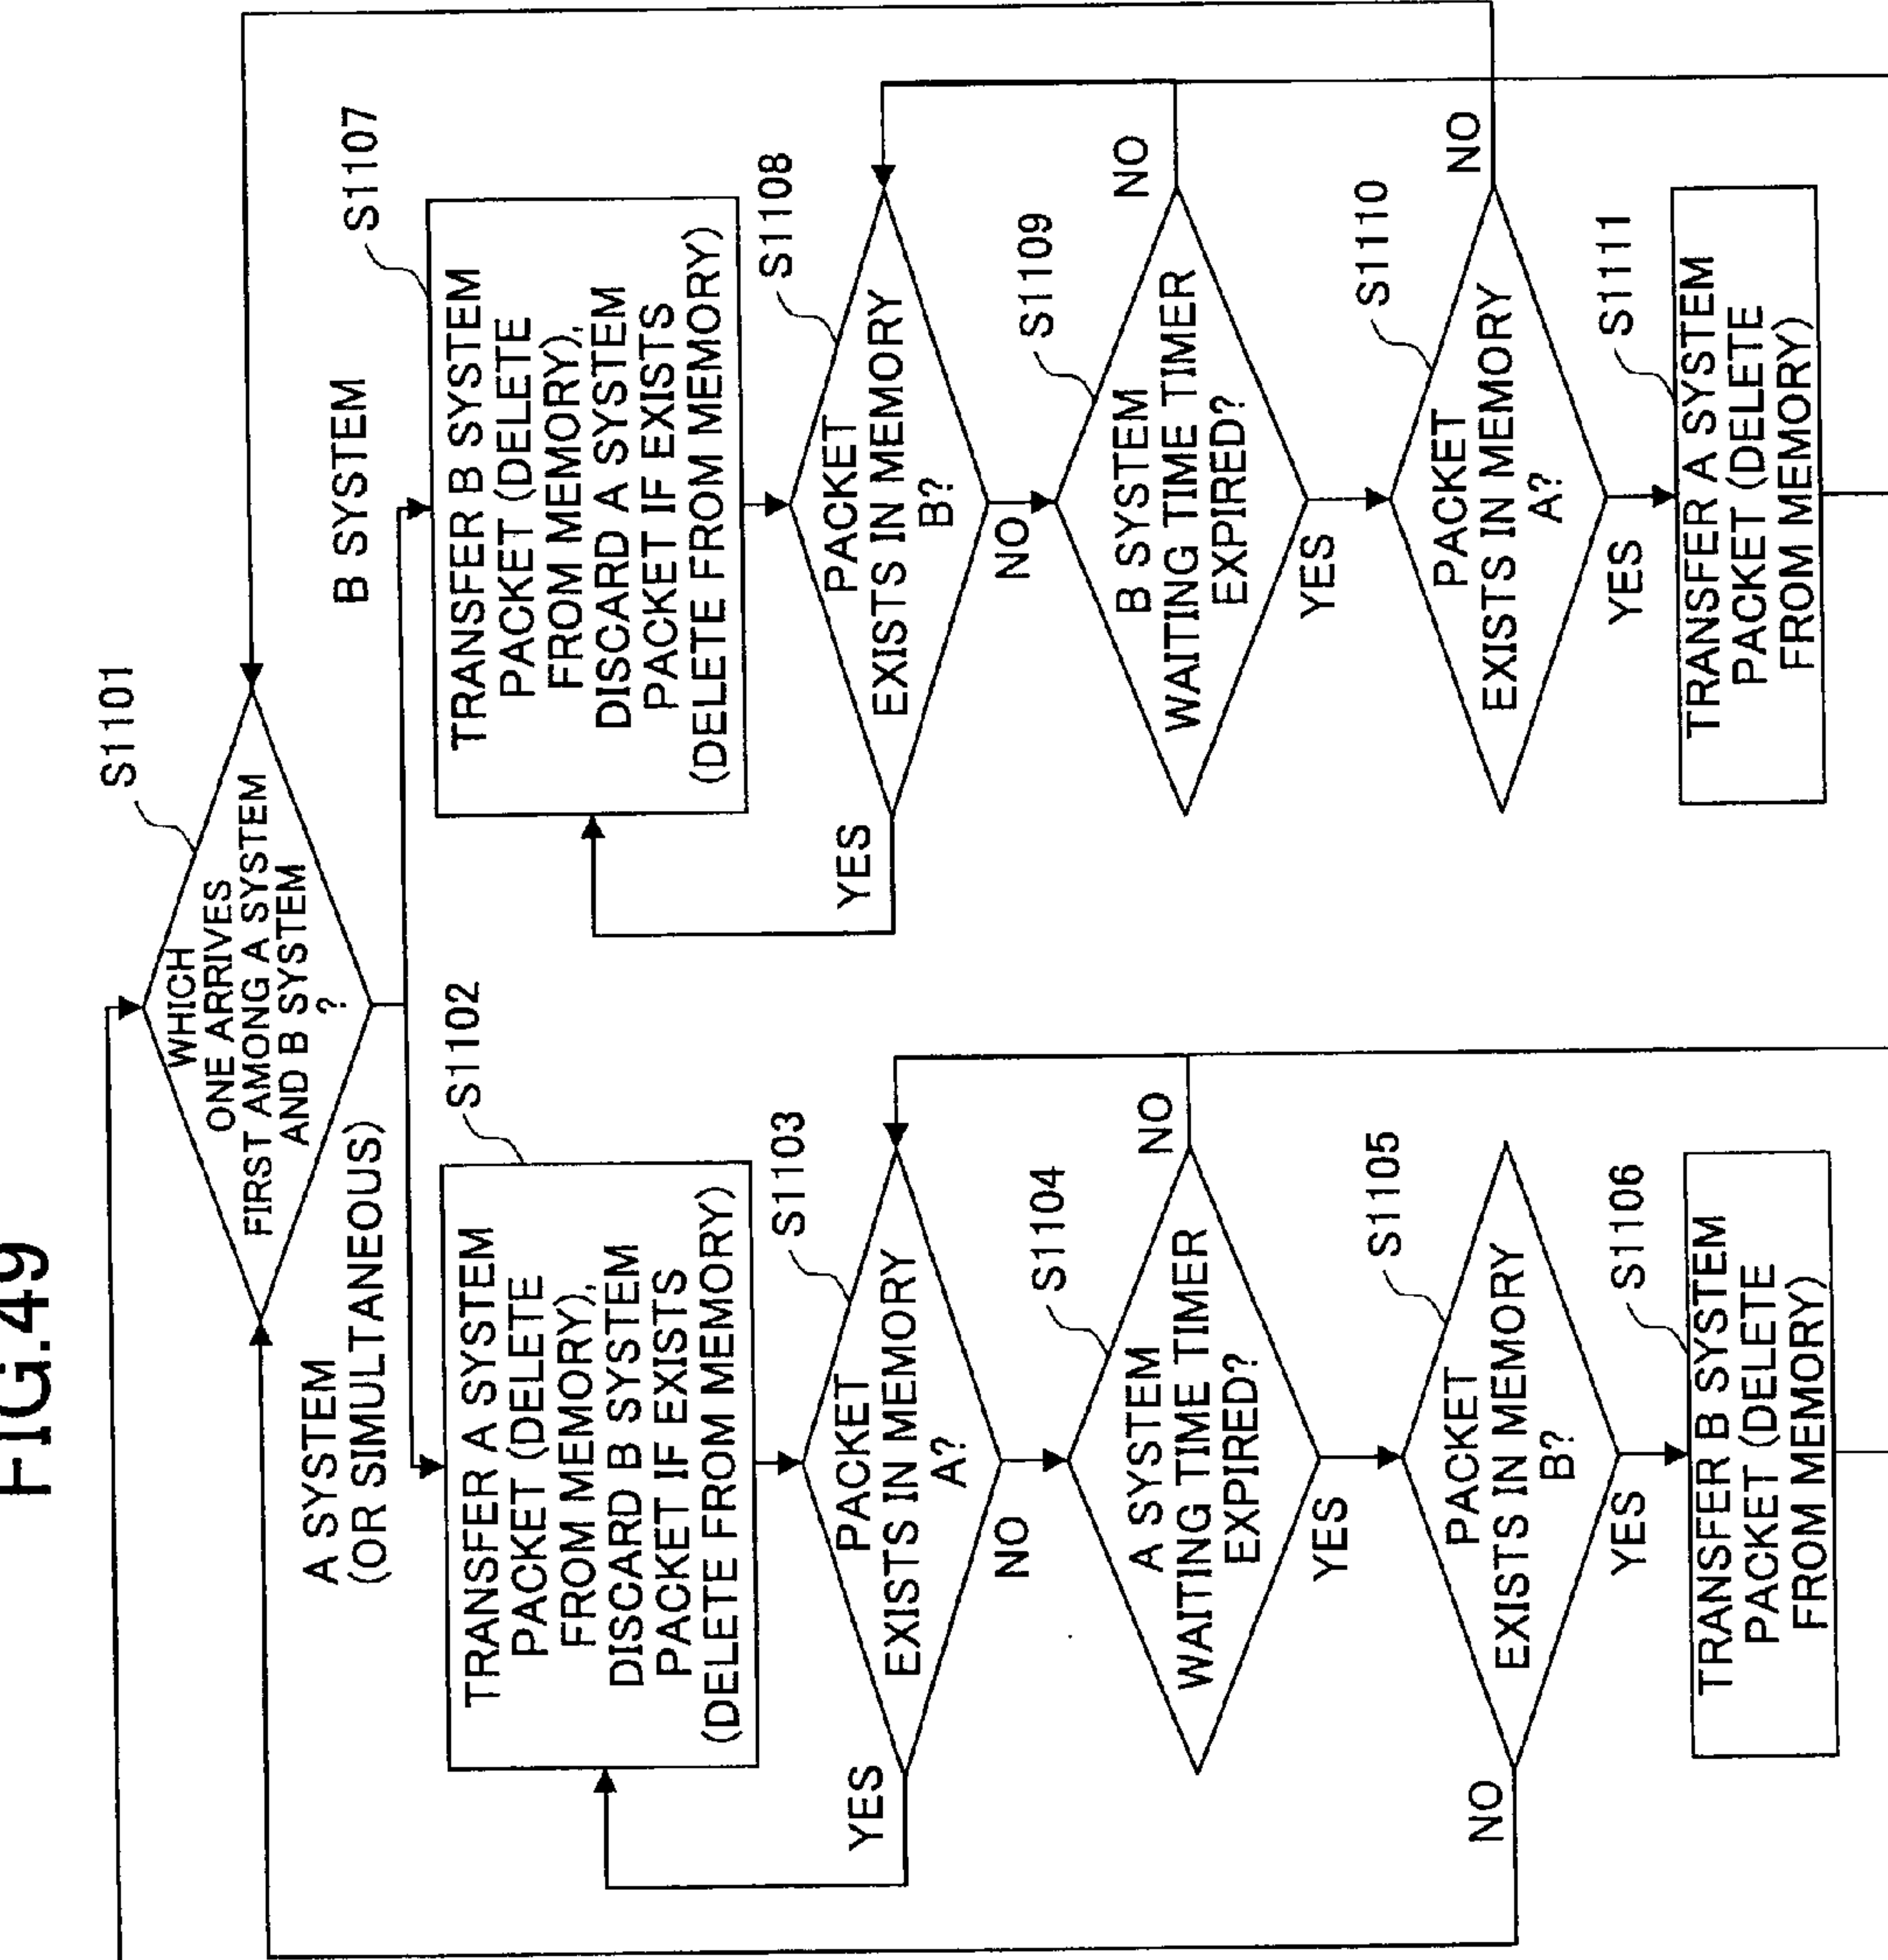 FIG.49
S1101
WHICH
ONE ARRIVES
FIRST AMONG A SYSTEM
AND B SYSTEM
?
A SYSTEM
(OR SIMULTANEOUS)
B SYSTEM
S1102
TRANSFER A SYSTEM
PACKET (DELETE
FROM MEMORY),
DISCARD B SYSTEM
PACKET IF EXISTS
(DELETE FROM MEMORY)
S1103
PACKET
EXISTS IN MEMORY
A?
YES
NO
S1104
A SYSTEM
WAITING TIME TIMER
EXPIRED?
NO
YES
S1105
PACKET
EXISTS IN MEMORY
B?
NO
YES
S1106
TRANSFER B SYSTEM
PACKET (DELETE
FROM MEMORY)
S1107
TRANSFER B SYSTEM
PACKET (DELETE
FROM MEMORY),
DISCARD A SYSTEM
PACKET IF EXISTS
(DELETE FROM MEMORY)
S1108
PACKET
EXISTS IN MEMORY
B?
YES
NO
S1109
B SYSTEM
WAITING TIME TIMER
EXPIRED?
NO
YES
S1110
PACKET
EXISTS IN MEMORY
A?
NO
YES
S1111
TRANSFER A SYSTEM
PACKET (DELETE
FROM MEMORY)